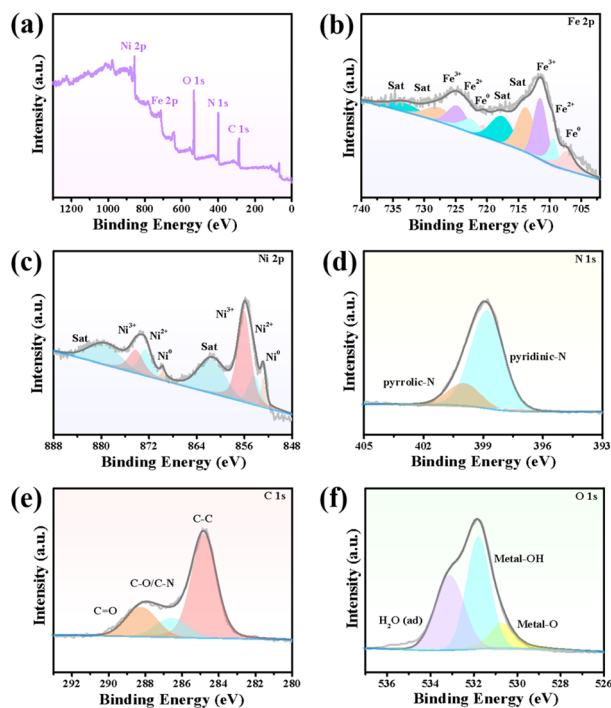 (a)
Ni 2p
Fe 2p
O 1s
N 1s
C 1s
Intensity (a.u.)
1200 1000 800 600 400 200 0
Binding Energy (eV)
(b)
Fe 2p
Sat Sat Fe³⁺ Fe²⁺ Fe⁰ Sat Sat Fe³⁺ Fe²⁺ Fe⁰
Intensity (a.u.)
740 735 730 725 720 715 710 705
Binding Energy (eV)
(c)
Ni 2p
Sat Ni³⁺ Ni²⁺ Ni⁰ Sat Ni³⁺ Ni²⁺ Ni⁰
Intensity (a.u.)
888 880 872 864 856 848
Binding Energy (eV)
(d)
N 1s
pyrrolic-N
pyridinic-N
Intensity (a.u.)
405 402 399 396 393
Binding Energy (eV)
(e)
C 1s
C-C
C-O/C-N
C=O
Intensity (a.u.)
292 290 288 286 284 282 280
Binding Energy (eV)
(f)
O 1s
Metal-OH
H₂O (ad)
Metal-O
Intensity (a.u.)
536 534 532 530 528 526
Binding Energy (eV)